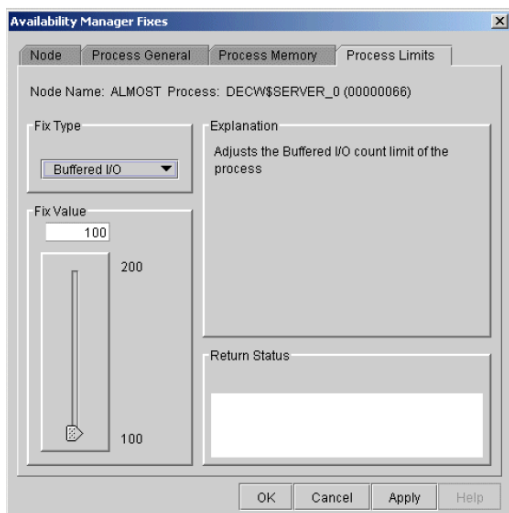 Availability Manager Fixes
Node Process General Process Memory Process Limits
Node Name: ALMOST Process: DECW$SERVER_0 (00000066)
Fix Type
Buffered I/O
Explanation
Adjusts the Buffered I/O count limit of the
process
Fix Value
100
200
100
Return Status
OK Cancel Apply Help